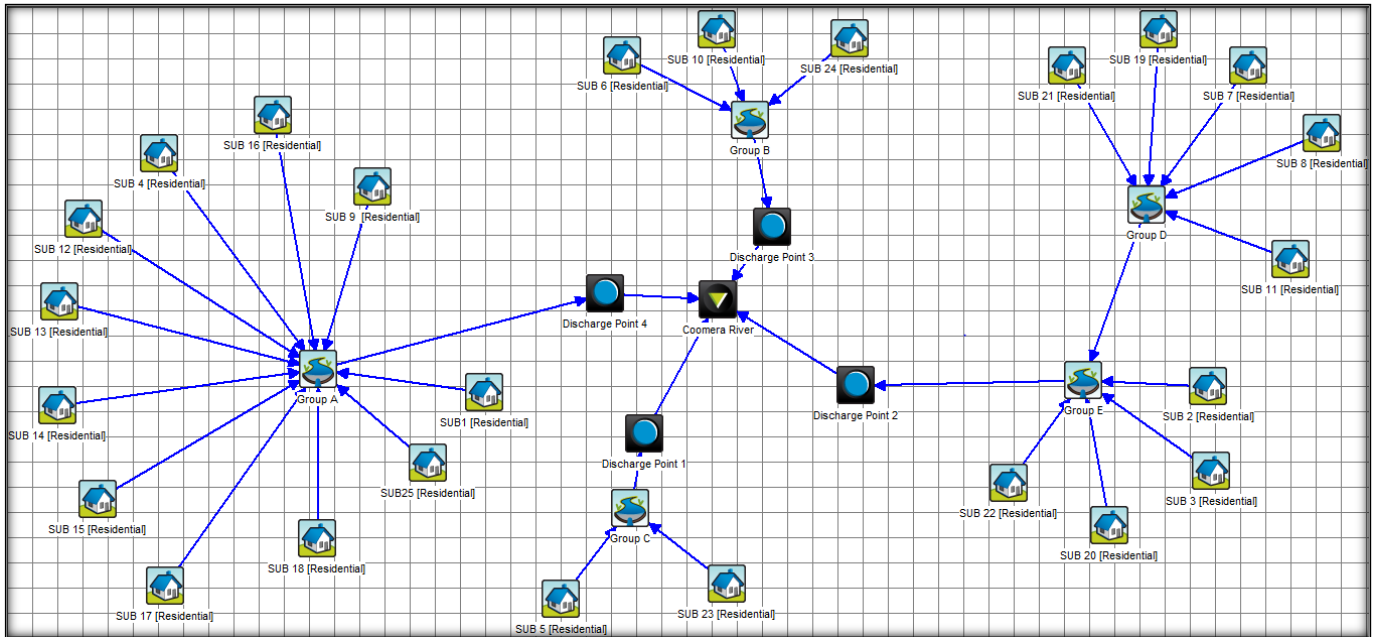 SUB 10 [Residential]
SUB 19 [Residential]
SUB 24 [Residential]
SUB 6 [Residential]
SUB 21 [Residential]
SUB 7 [Residential]
SUB 16 [Residential]
Group B
SUB 8 [Residential]
SUB 4 [Residential]
SUB 9 [Residential]
Group D
SUB 12 [Residential]
Discharge Point 3
SUB 11 [Residential]
Discharge Point 4
Coomera River
SUB 13 [Residential]
Group A
Group E
Discharge Point 2
SUB 2 [Residential]
SUB1 [Residential]
SUB 14 [Residential]
Discharge Point 1
SUB25 [Residential]
SUB 3 [Residential]
SUB 22 [Residential]
SUB 15 [Residential]
Group C
SUB 20 [Residential]
SUB 18 [Residential]
SUB 17 [Residential]
SUB 23 [Residential]
SUB 5 [Residential]